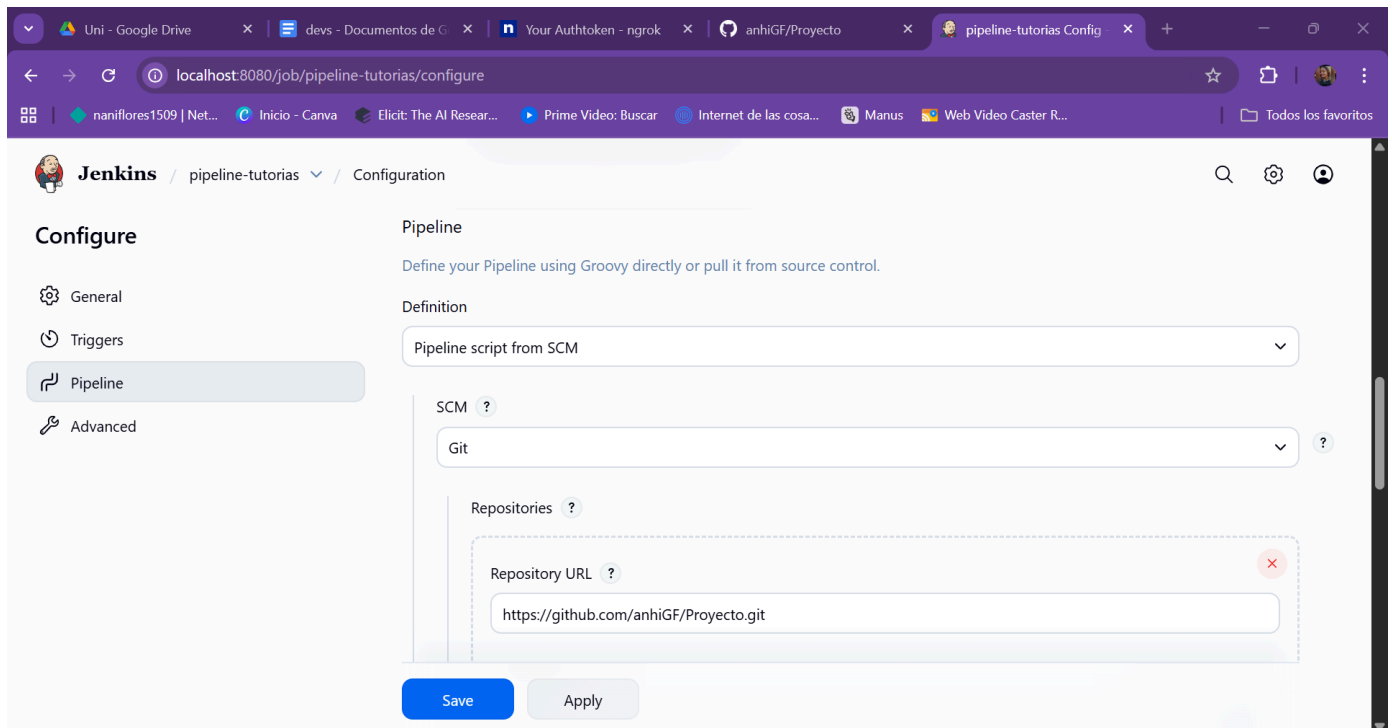 Uni - Google Drive
devs - Documentos de G
n Your Authtoken - ngrok
anhiGF/Proyecto
pipeline-tutorias Config -
localhost:8080/job/pipeline-tutorias/configure
naniflores1509 | Net...
Inicio - Canva
Elicit: The AI Resear...
Prime Video: Buscar
Internet de las cosa...
Manus
Web Video Caster R...
Todos los favoritos
Jenkins / pipeline-tutorias / Configuration
Configure
General
Triggers
Pipeline
Advanced
Pipeline
Define your Pipeline using Groovy directly or pull it from source control.
Definition
Pipeline script from SCM
SCM ?
Git
?
Repositories ?
Repository URL ?
https://github.com/anhiGF/Proyecto.git
Save
Apply